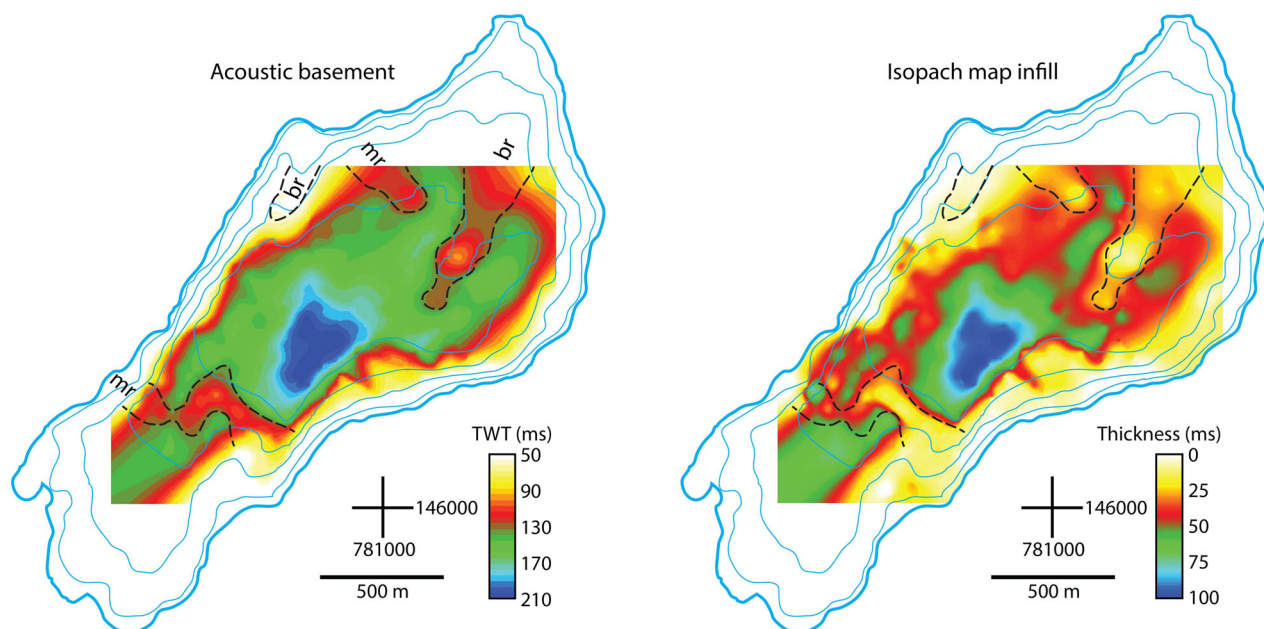 Acoustic basement
br
mr
br
mr
TWT (ms)
50
90
130
170
210
146000
781000
500 m
Isopach map infill
Thickness (ms)
0
25
50
75
100
146000
781000
500 m